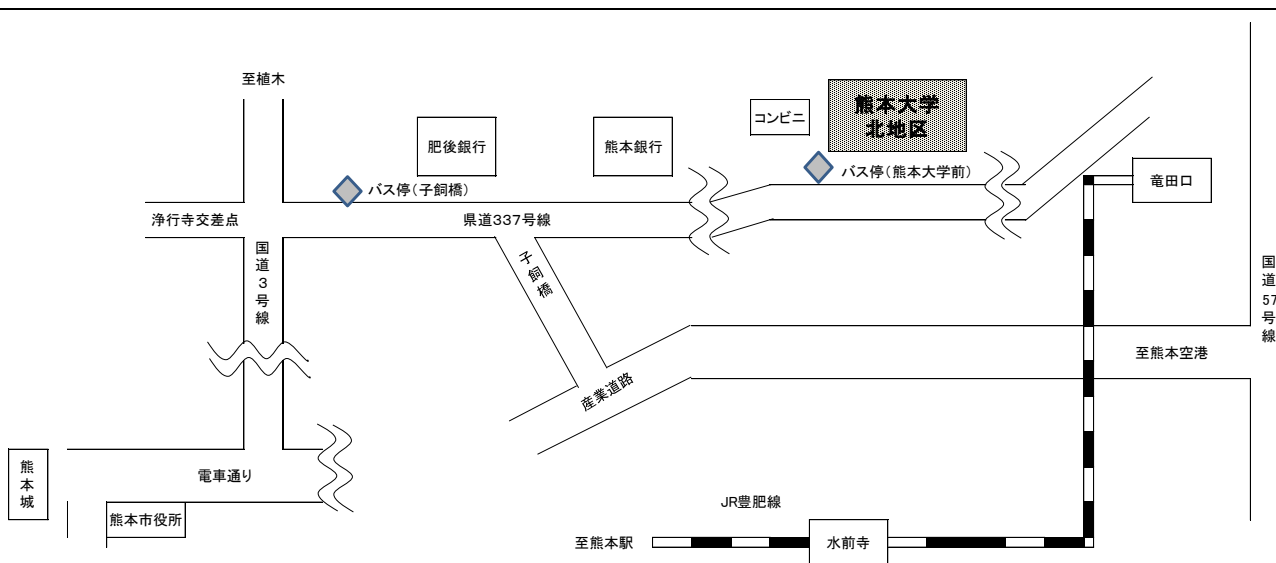 至植木
肥後銀行
熊本銀行
コンビニ
熊本大学
北地区
バス停(子飼橋)
バス停(熊本大学前)
竜田口
浄行寺交差点
県道337号線
国道3号線
子飼橋
国道57号線
至熊本空港
産業道路
熊本城
電車通り
熊本市役所
JR豊肥線
至熊本駅
水前寺